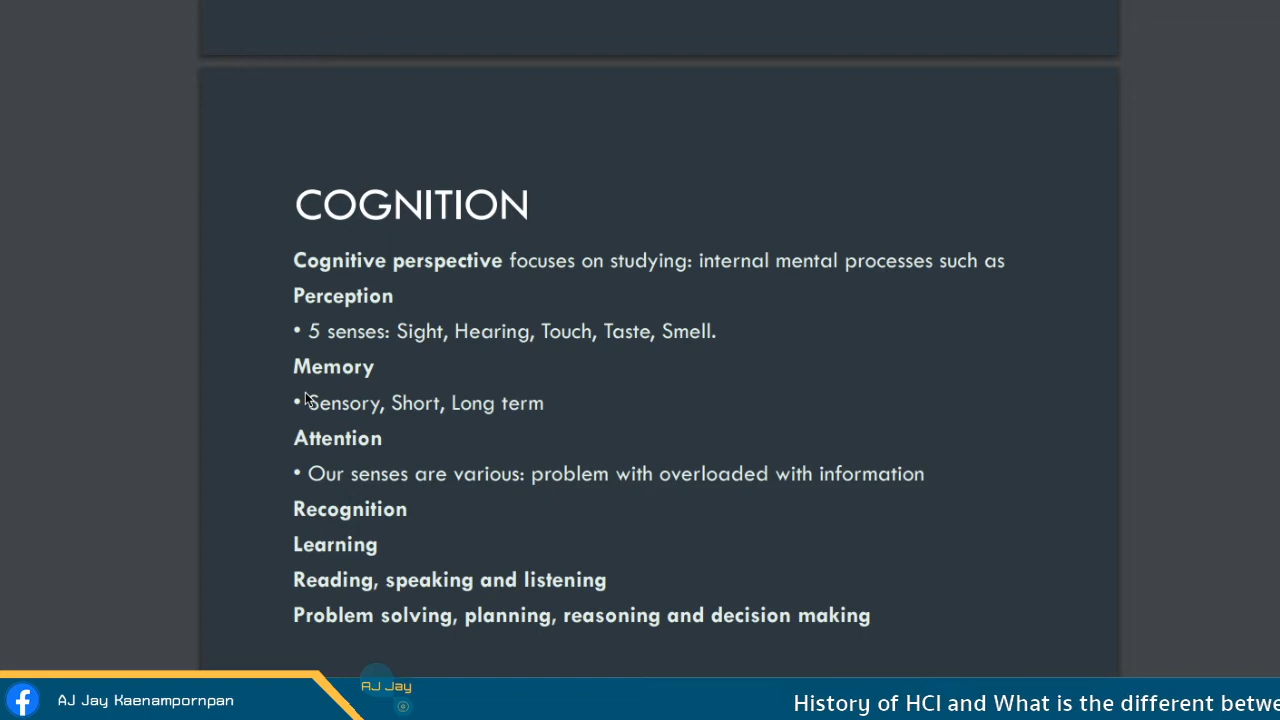 COGNITION
Cognitive perspective focuses on studying: internal mental processes such as
Perception
• 5 senses: Sight, Hearing, Touch, Taste, Smell.
Memory
• Sensory, Short, Long term
Attention
• Our senses are various: problem with overloaded with information
Recognition
Learning
Reading, speaking and listening
Problem solving, planning, reasoning and decision making
AJ Jay
AJ Jay Kaenampornpan
History of HCI and What is the different betwe